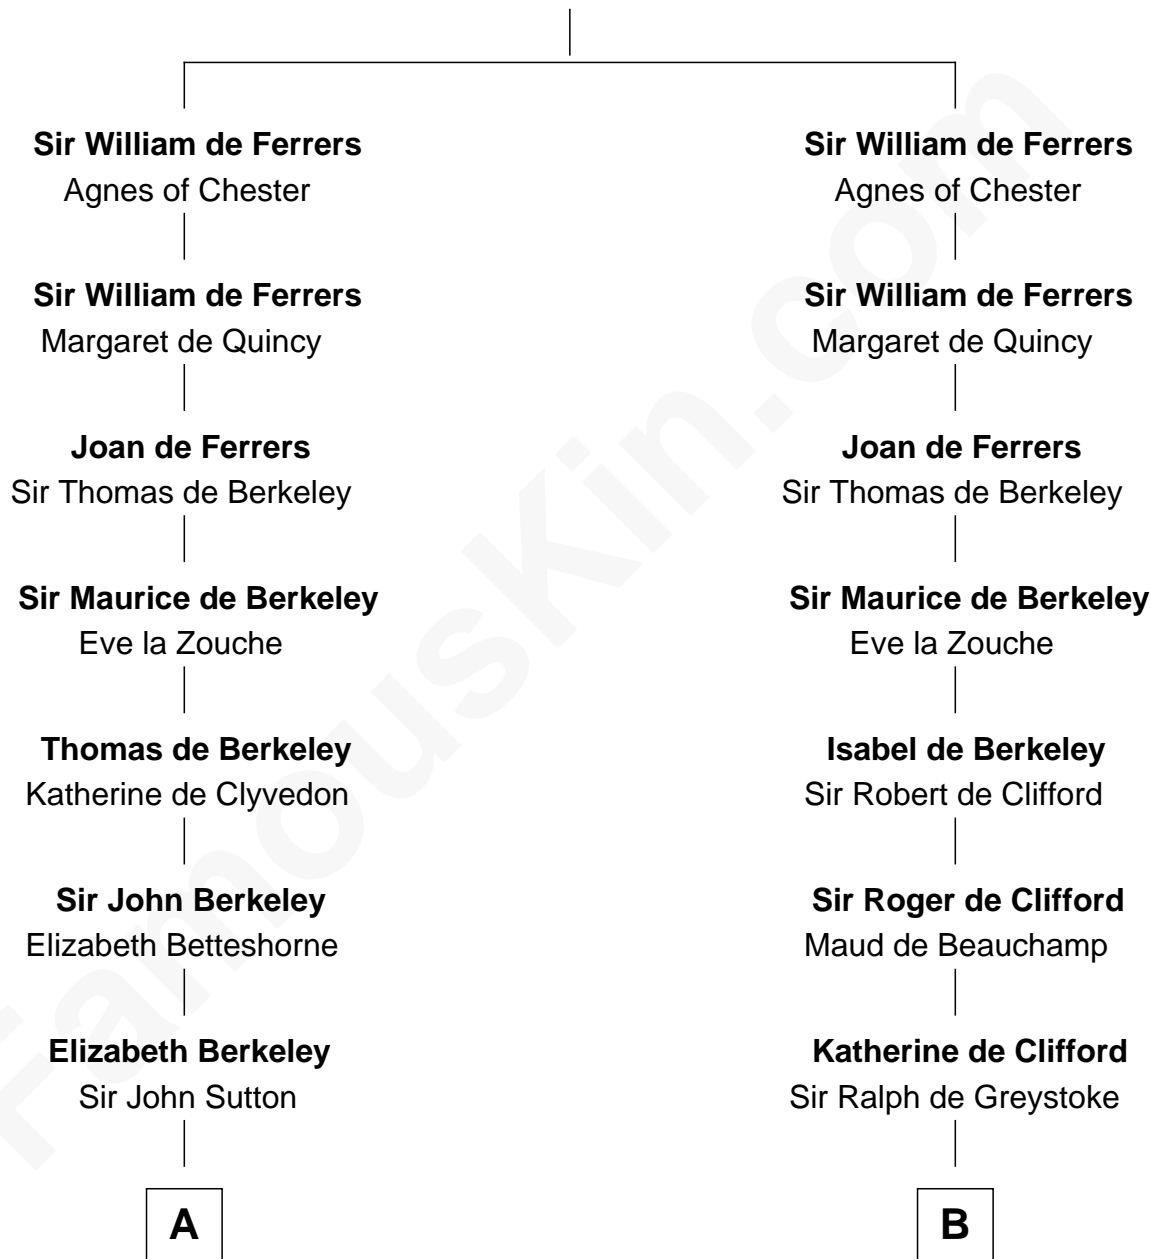 Sir William de Ferrers
Agnes of Chester
Sir William de Ferrers
Margaret de Quincy
Joan de Ferrers
Sir Thomas de Berkeley
Sir Maurice de Berkeley
Eve la Zouche
Thomas de Berkeley
Katherine de Clyvedon
Sir John Berkeley
Elizabeth Betteshorne
Elizabeth Berkeley
Sir John Sutton
A
Sir William de Ferrers
Agnes of Chester
Sir William de Ferrers
Margaret de Quincy
Joan de Ferrers
Sir Thomas de Berkeley
Sir Maurice de Berkeley
Eve la Zouche
Isabel de Berkeley
Sir Robert de Clifford
Sir Roger de Clifford
Maud de Beauchamp
Katherine de Clifford
Sir Ralph de Greystoke
B
FamousKin.com